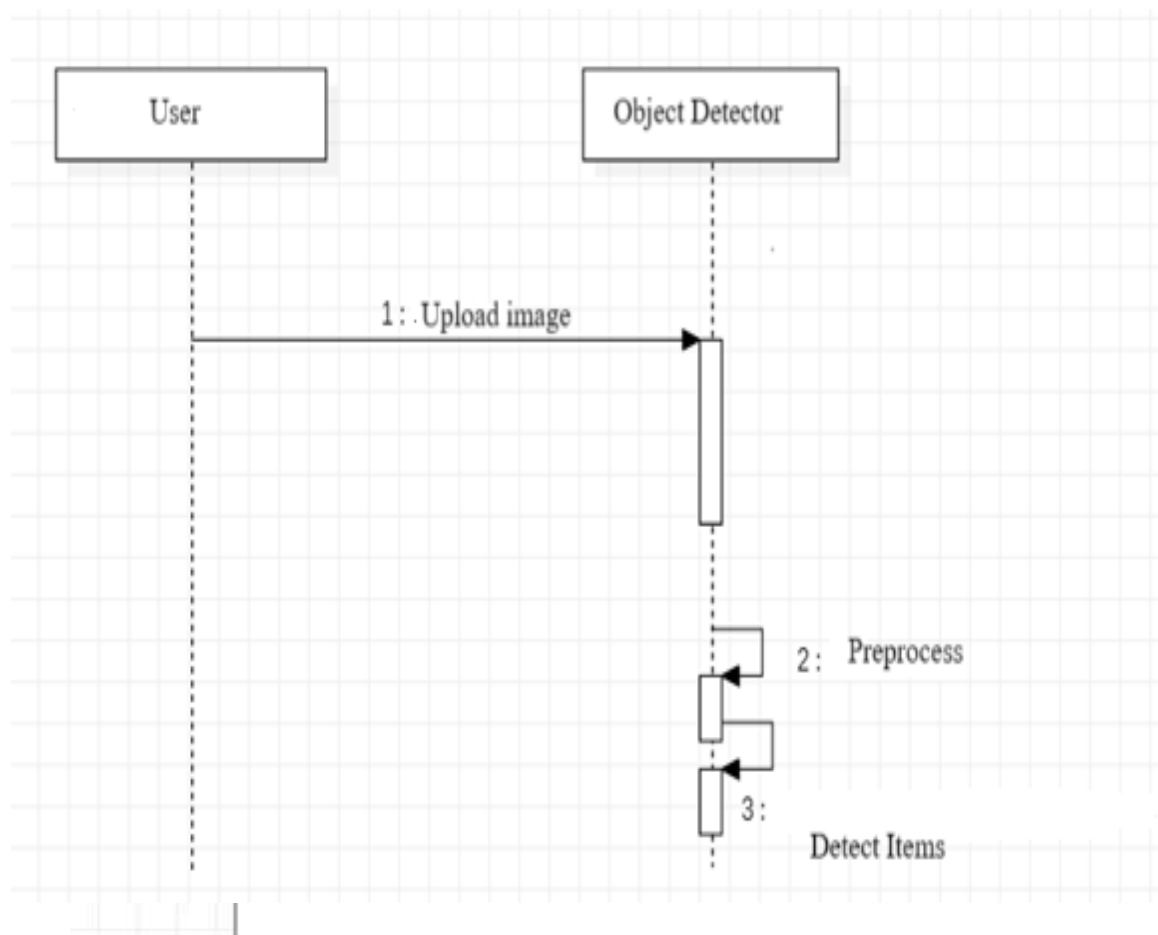 User
Object Detector
1: Upload image
2: Preprocess
3:
Detect Items